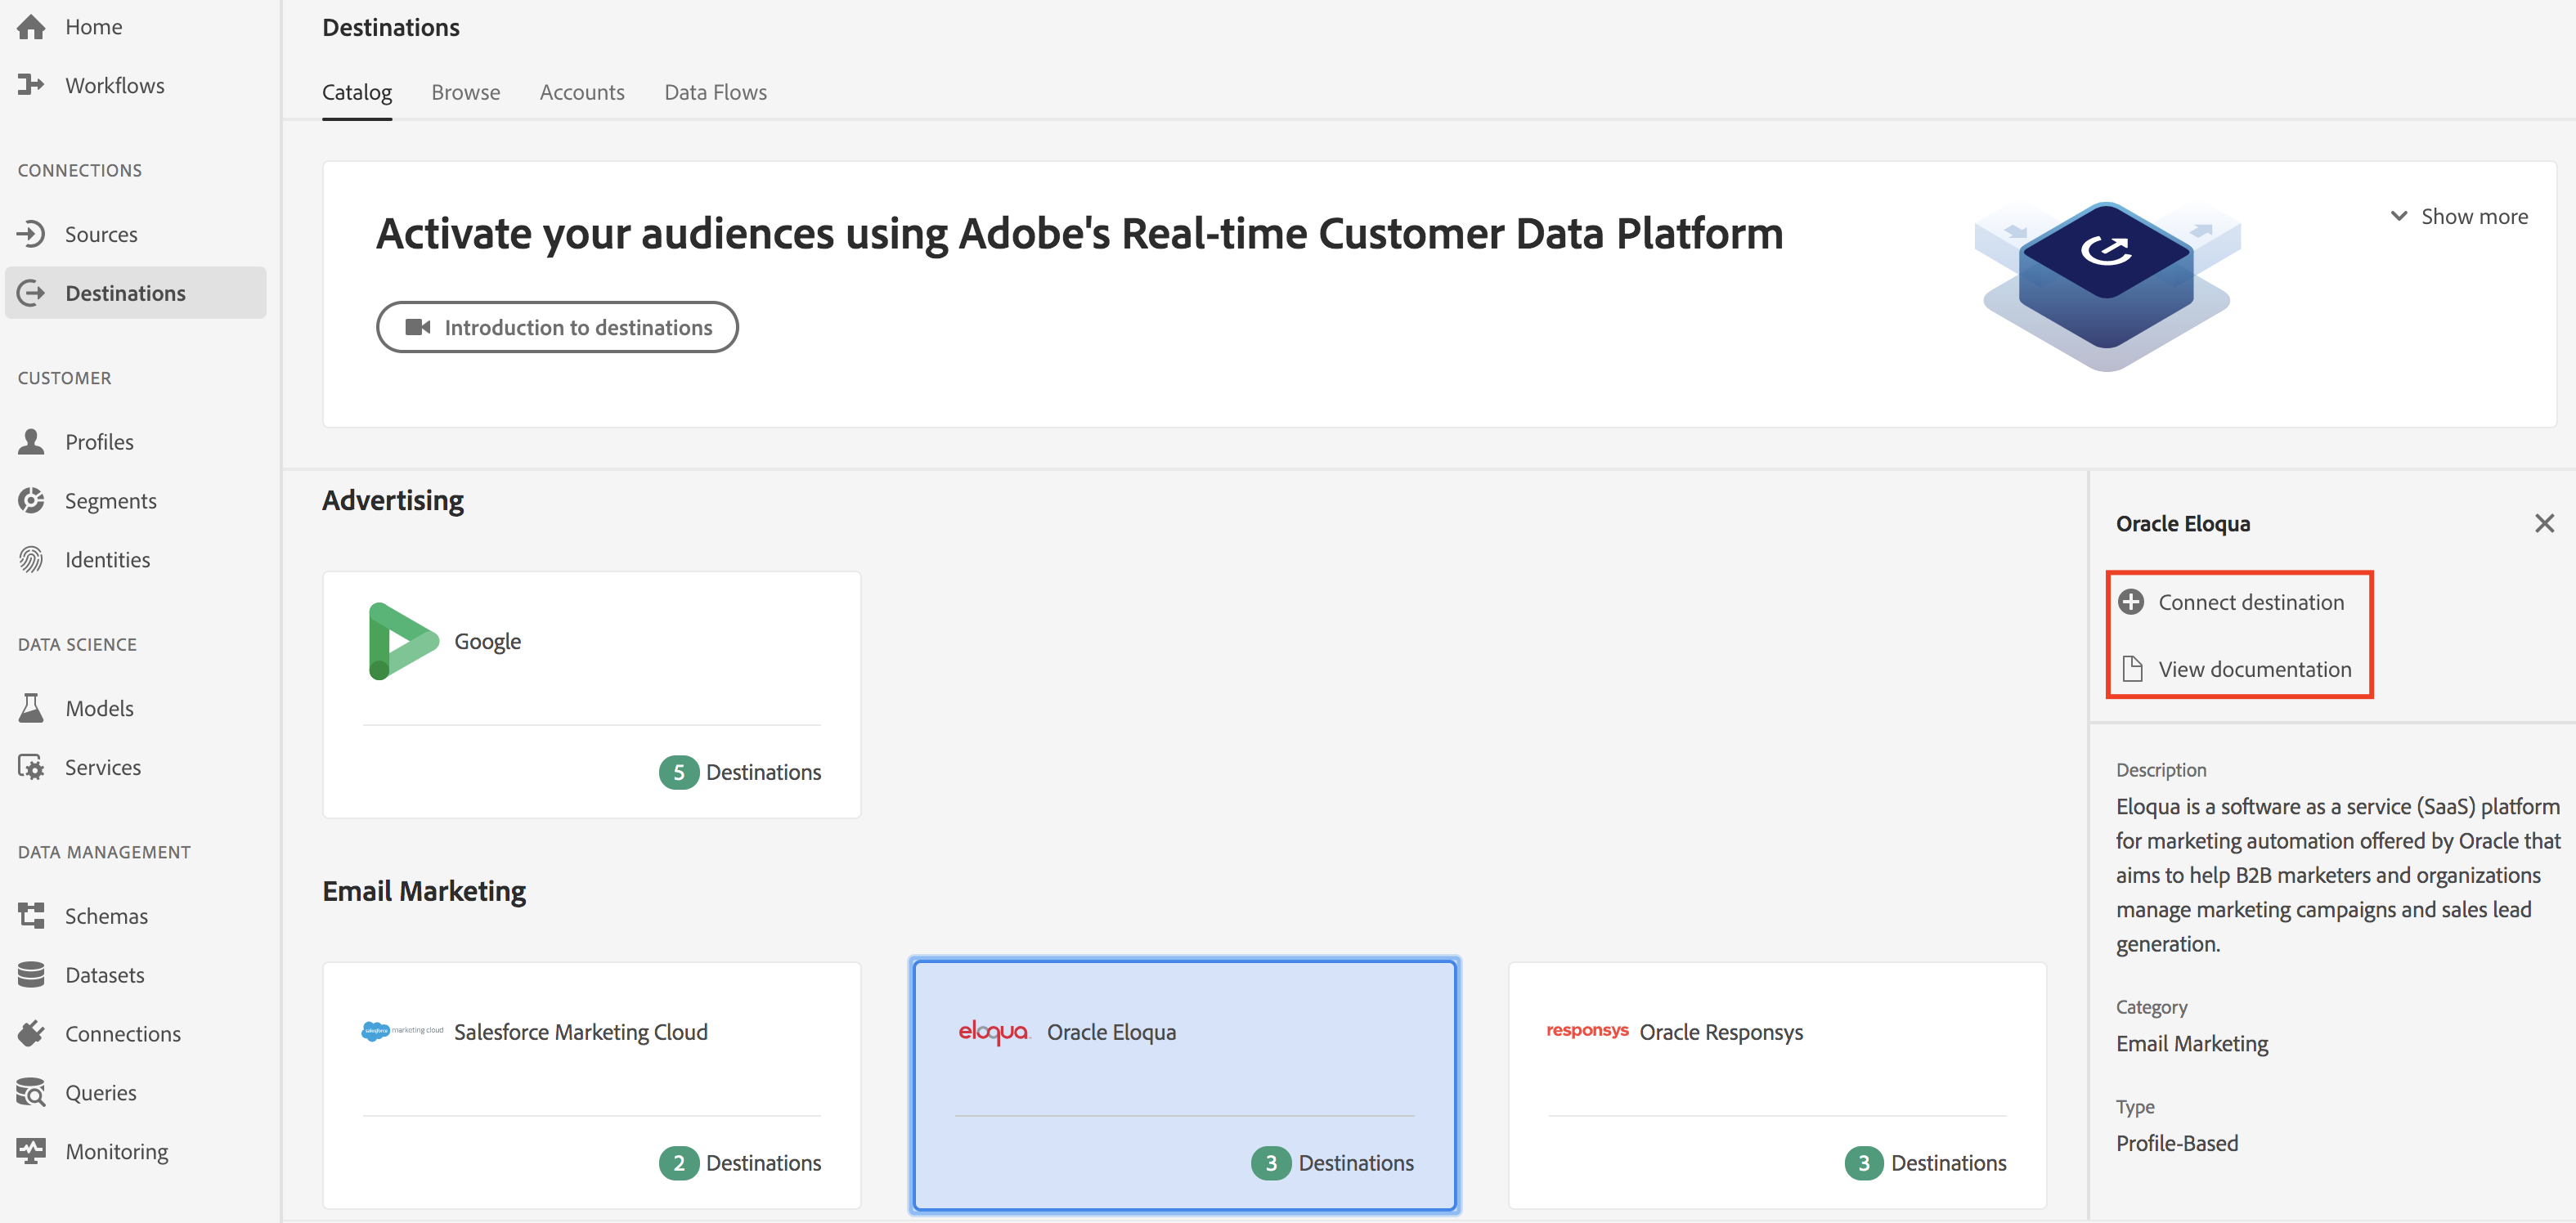 Home
Workflows
CONNECTIONS
Sources
Destinations
CUSTOMER
Profiles
Segments
Identities
DATA SCIENCE
Models
Services
DATA MANAGEMENT
Schemas
Datasets
Connections
Queries
Monitoring
Destinations
Catalog Browse Accounts Data Flows
Activate your audiences using Adobe's Real-time Customer Data Platform
Show more
Introduction to destinations
Advertising
Google
5 Destinations
Email Marketing
salesforce marketing cloud Salesforce Marketing Cloud
2 Destinations
eloqua Oracle Eloqua
3 Destinations
responsys Oracle Responsys
3 Destinations
Oracle Eloqua
Connect destination
View documentation
Description
Eloqua is a software as a service (SaaS) platform
for marketing automation offered by Oracle that
aims to help B2B marketers and organizations
manage marketing campaigns and sales lead
generation.
Category
Email Marketing
Type
Profile-Based